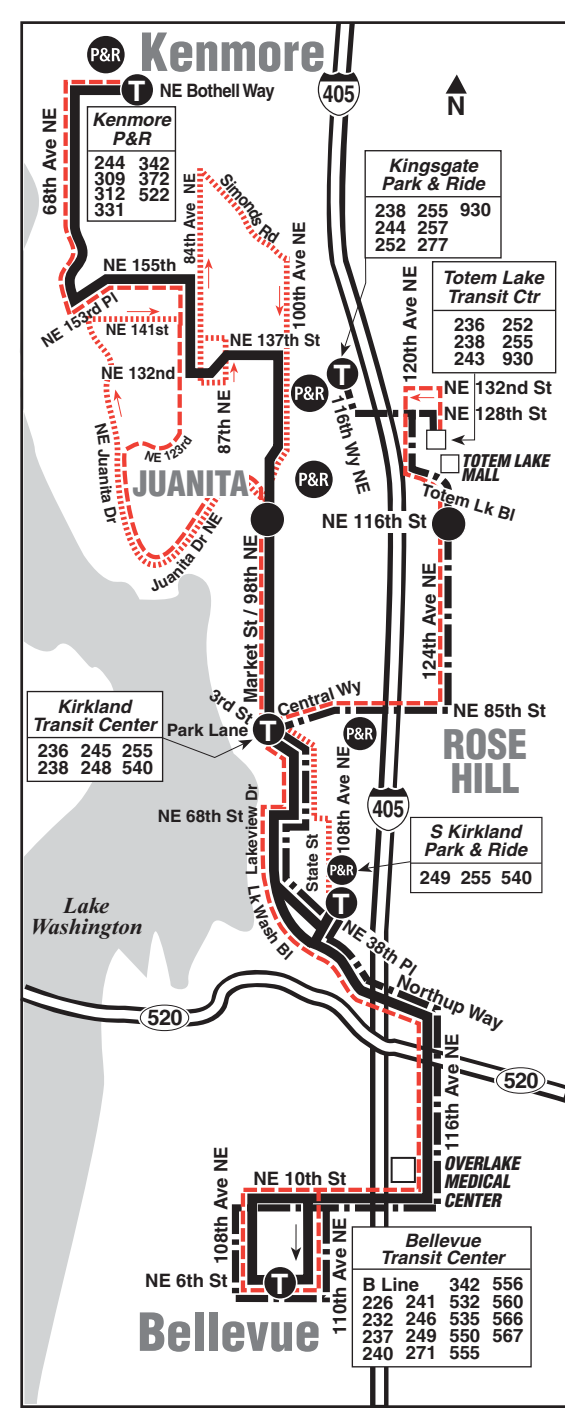 P&R
Kenmore
T
NE Bothell Way
405
N
68th Ave NE
Kenmore
P&R
244 342
309 372
312 522
331
Kingsgate
Park & Ride
238 255 930
244 257
252 277
84th Ave NE
Simonds Rd
100th Ave NE
Totem Lake
Transit Ctr
236 252
238 255
243 930
120th Ave NE
NE 155th
NE 153rd Pl
NE 141st
NE 137th St
NE 132nd
87th NE
T
P&R
116th Wy NE
NE 132nd St
NE 128th St
TOTEM LAKE
MALL
NE Juanita Dr
NE 123rd
JUANITA
P&R
Totem Lk Bl
NE 116th St
Juanita Dr NE
Market St / 98th NE
124th Ave NE
Kirkland
Transit Center
236 245 255
238 248 540
3rd St
Central Wy
Park Lane
T
NE 85th St
P&R
ROSE
HILL
108th Ave NE
405
NE 68th St
Lakeview Dr
State St
S Kirkland
Park & Ride
249 255 540
P&R
T
Lk Wash Bl
NE 38th Pl
Lake
Washington
Northup Way
520
520
116th Ave NE
OVERLAKE
MEDICAL
CENTER
NE 10th St
108th Ave NE
110th Ave NE
NE 6th St
T
Bellevue
Bellevue
Transit Center
B Line 342 556
226 241 532 560
232 246 535 566
237 249 550 567
240 271 555